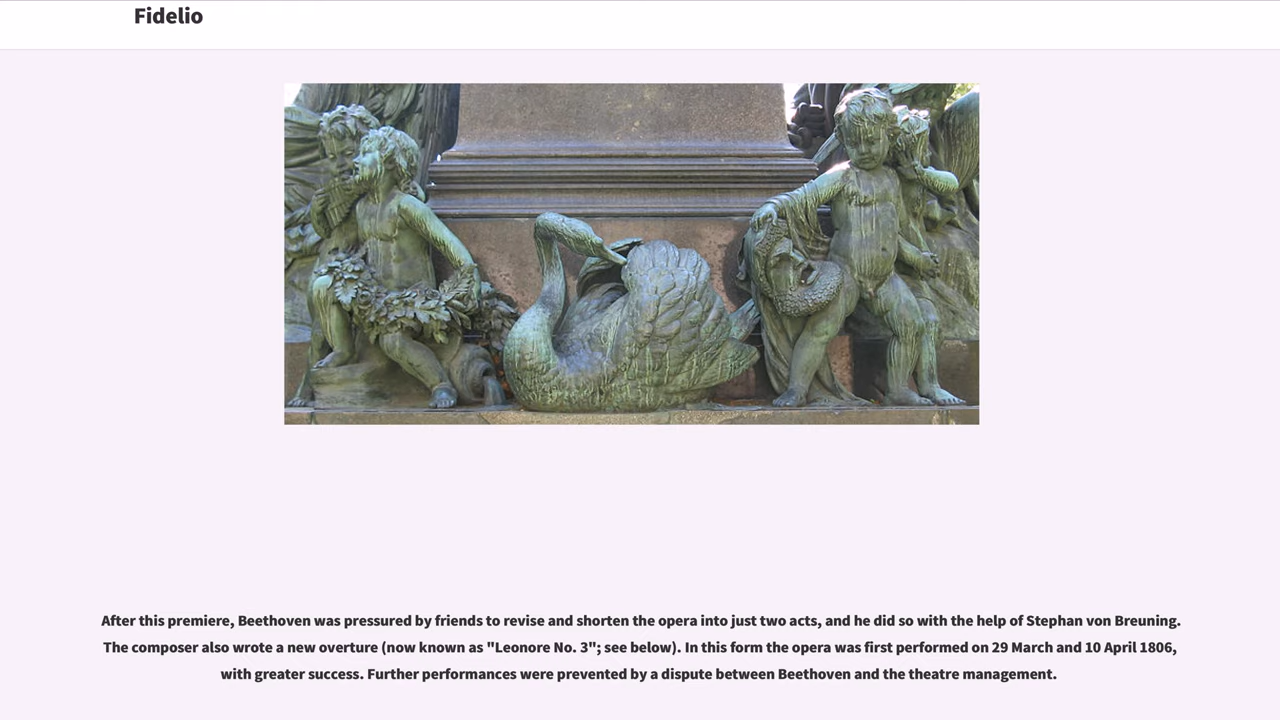 Fidelio
After this premiere, Beethoven was pressured by friends to revise and shorten the opera into just two acts, and he did so with the help of Stephan von Breuning.
The composer also wrote a new overture (now known as "Leonore No. 3"; see below). In this form the opera was first performed on 29 March and 10 April 1806,
with greater success. Further performances were prevented by a dispute between Beethoven and the theatre management.